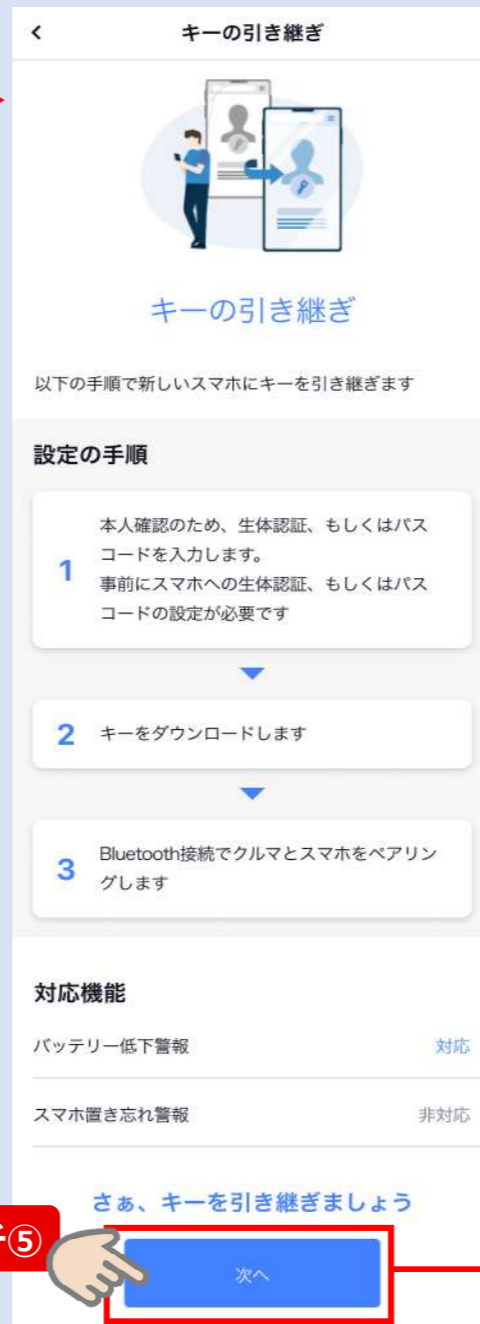 キーの引き継ぎ
キーの引き継ぎ
以下の手順で新しいスマホにキーを引き継ぎます
設定の手順
1
本人確認のため、生体認証、もしくはパス
コードを入力します。
事前にスマホへの生体認証、もしくはパス
コードの設定が必要です
2 キーをダウンロードします
3
Bluetooth接続でクルマとスマホをペアリン
グします
対応機能
バッテリー低下警報 対応
スマホ置き忘れ警報 非対応
さぁ、キーを引き継ぎましょう
⑤
次へ